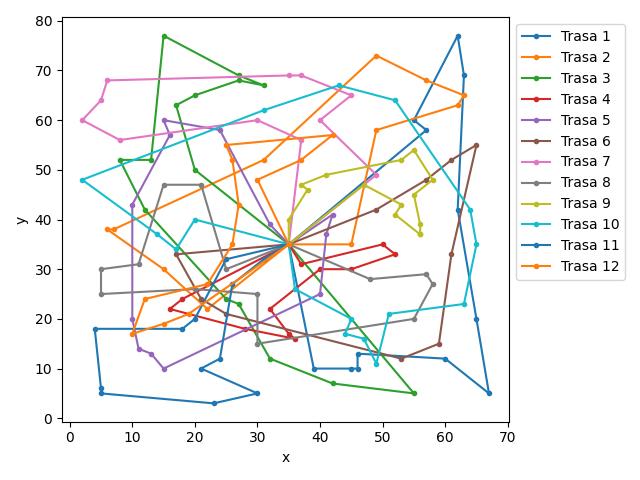 80
70
60
50
40
30
20
10
0
y
0 10 20 30 40 50 60 70
x
Trasa 1
Trasa 2
Trasa 3
Trasa 4
Trasa 5
Trasa 6
Trasa 7
Trasa 8
Trasa 9
Trasa 10
Trasa 11
Trasa 12